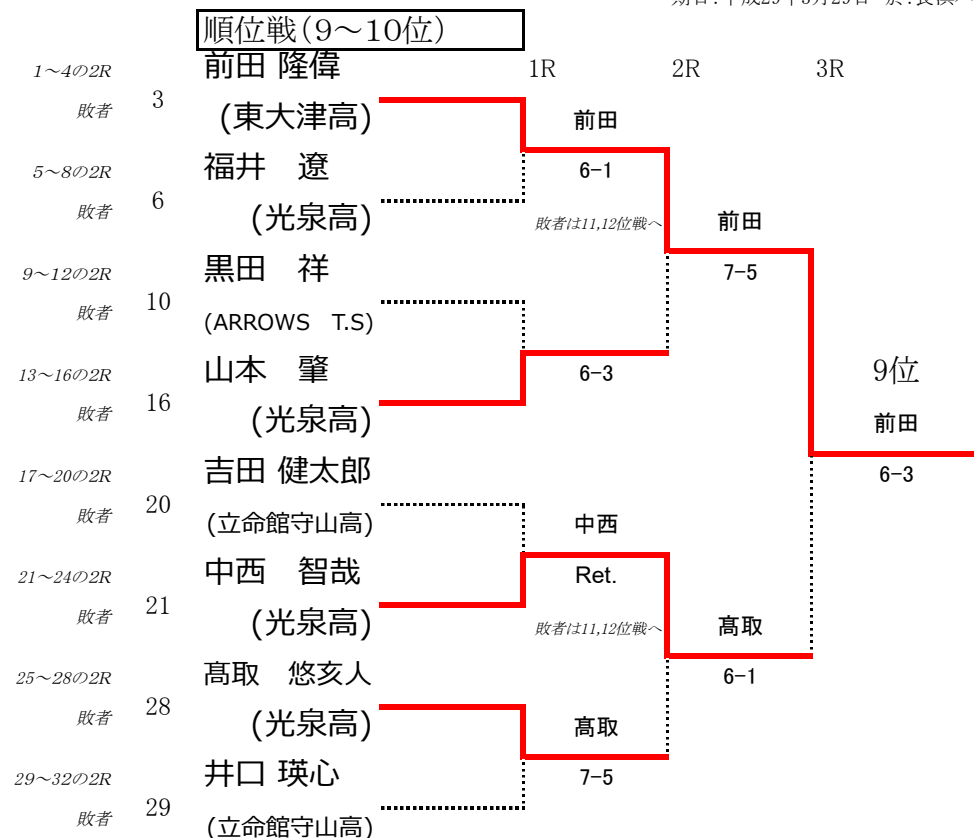 順位戦(9～10位)
1R 2R 3R
1～4の2R
敗者
3
前田 隆偉
(東大津高)
前田
6-1
5～8の2R
敗者
6
福井　遼
(光泉高)
敗者は11,12位戦へ
前田
7-5
9～12の2R
敗者
10
黒田　祥
(ARROWS　T.S)
13～16の2R
敗者
16
山本　肇
(光泉高)
6-3
9位
前田
6-3
17～20の2R
敗者
20
吉田 健太郎
(立命館守山高)
中西
Ret.
21～24の2R
敗者
21
中西　智哉
(光泉高)
敗者は11,12位戦へ
髙取
6-1
25～28の2R
敗者
28
髙取　悠亥人
(光泉高)
髙取
7-5
29～32の2R
敗者
29
井口 瑛心
(立命館守山高)